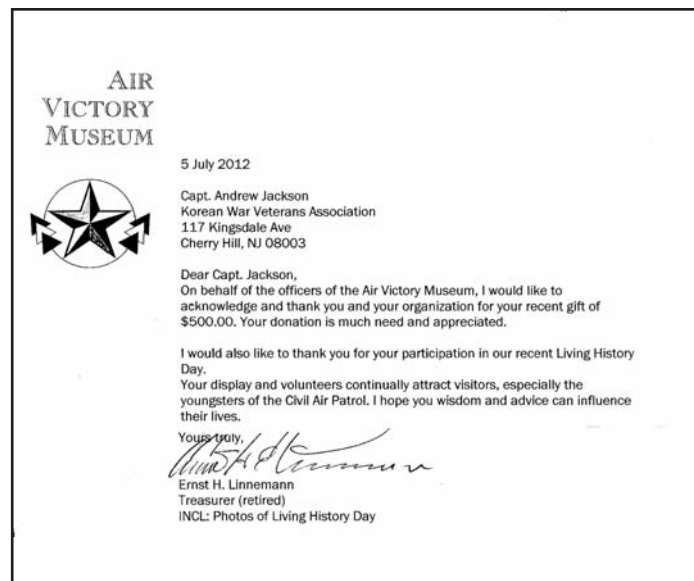 AIR
VICTORY
MUSEUM
5 July 2012
Capt. Andrew Jackson
Korean War Veterans Association
117 Kingsdale Ave
Cherry Hill, NJ 08003
Dear Capt. Jackson,
On behalf of the officers of the Air Victory Museum, I would like to
acknowledge and thank you and your organization for your recent gift of
$500.00. Your donation is much need and appreciated.
I would also like to thank you for your participation in our recent Living History
Day.
Your display and volunteers continually attract visitors, especially the
youngsters of the Civil Air Patrol. I hope you wisdom and advice can influence
their lives.
Yours truly,
Ernst H. Linnemann
Treasurer (retired)
INCL: Photos of Living History Day